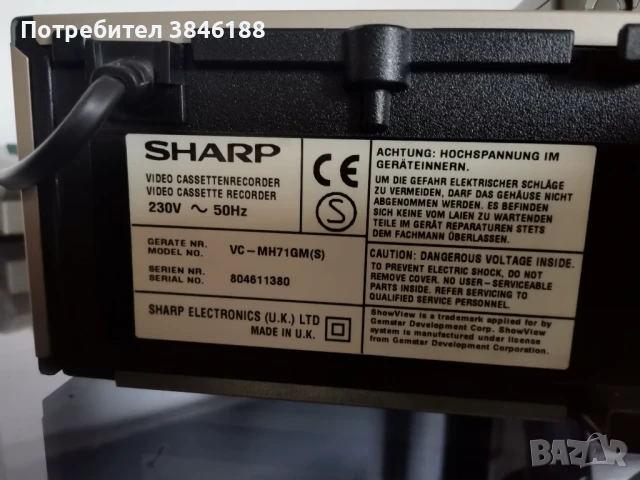 Потребител 3846188
SHARP
VIDEO CASSETTENRECORDER
VIDEO CASSETTE RECORDER
230V ~ 50Hz
CE
S
GERÄTE NR.
MODEL NO.
VC-MH71GM(S)
SERIEN NR.
SERIAL NO.
804611380
SHARP ELECTRONICS (U.K.) LTD
MADE IN U.K.
ACHTUNG: HOCHSPANNUNG IM
GERÄTEINNERN.
UM DIE GEFAHR ELEKTRISCHER SCHLÄGE
ZU VERMEIDEN, DARF DAS GEHÄUSE NICHT
ABGENOMMEN WERDEN. ES BEFINDEN
SICH KEINE VOM LAIEN ZU WARTENDEN
TEILE IM GERÄT REPARATUREN STETS
DEM FACHMANN ÜBERLASSEN.
CAUTION: DANGEROUS VOLTAGE INSIDE.
TO PREVENT ELECTRIC SHOCK, DO NOT
REMOVE COVER. NO USER-SERVICEABLE
PARTS INSIDE. REFER SERVICING TO
QUALIFIED SERVICE PERSONNEL.
ShowView is a trademark applied for by
Gemstar Development Corp. ShowView
system is manufactured under license
from Gemstar Development Corporation.
BAZAR